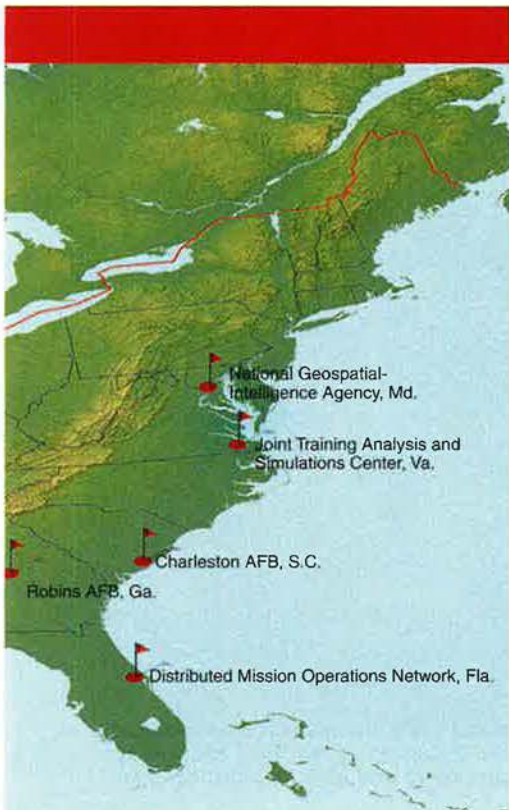 National Geospatial-
Intelligence Agency, Md.
Joint Training Analysis and
Simulations Center, Va.
Charleston AFB, S.C.
Robins AFB, Ga.
Distributed Mission Operations Network, Fla.